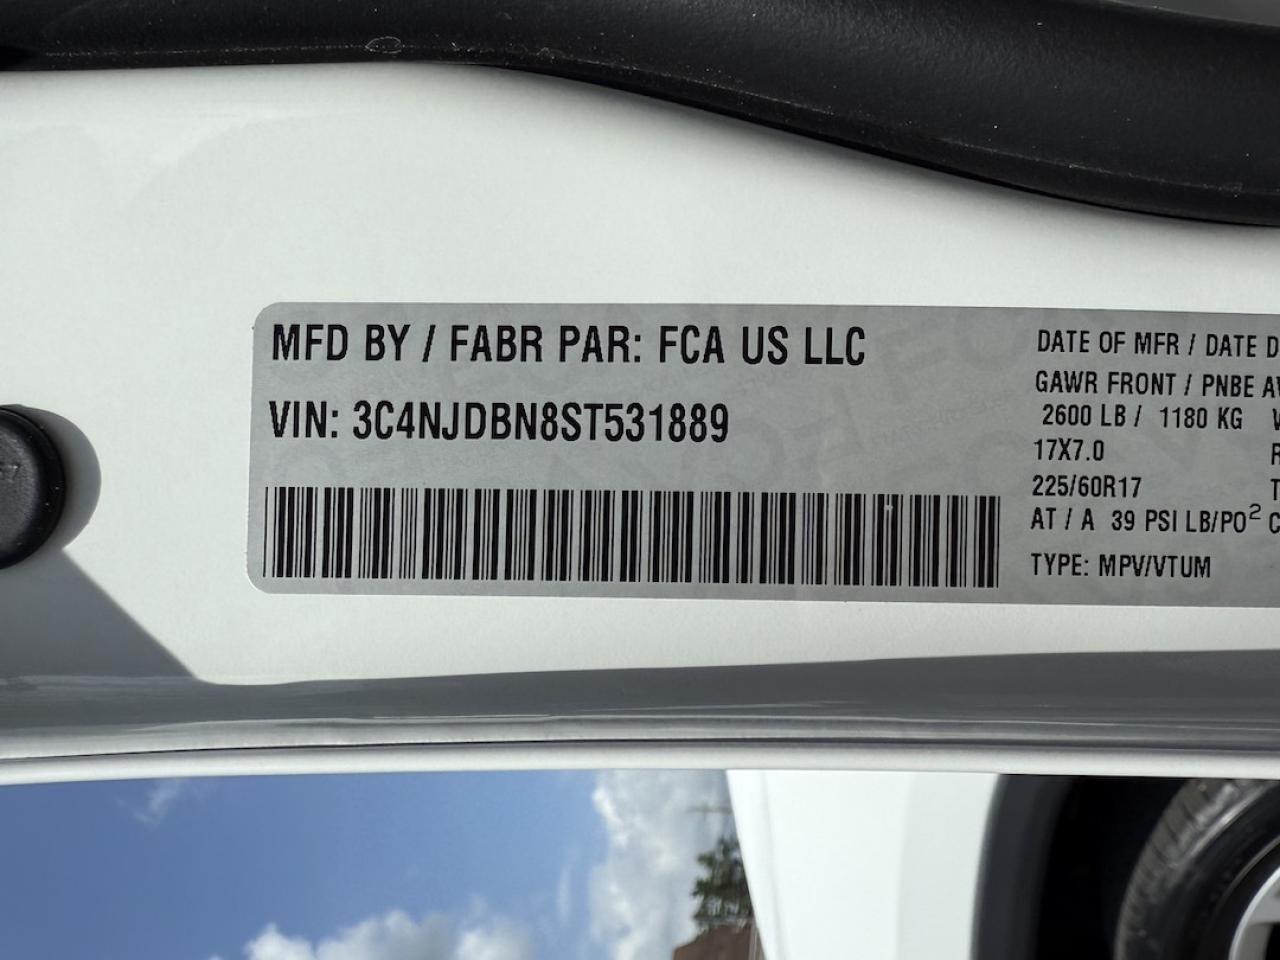 MFD BY / FABR PAR: FCA US LLC
VIN: 3C4NJDBN8ST531889
DATE OF MFR / DATE D
GAWR FRONT / PNBE AV
2600 LB / 1180 KG
17X7.0
225/60R17
AT / A 39 PSI LB/PO²
TYPE: MPV/VTUM